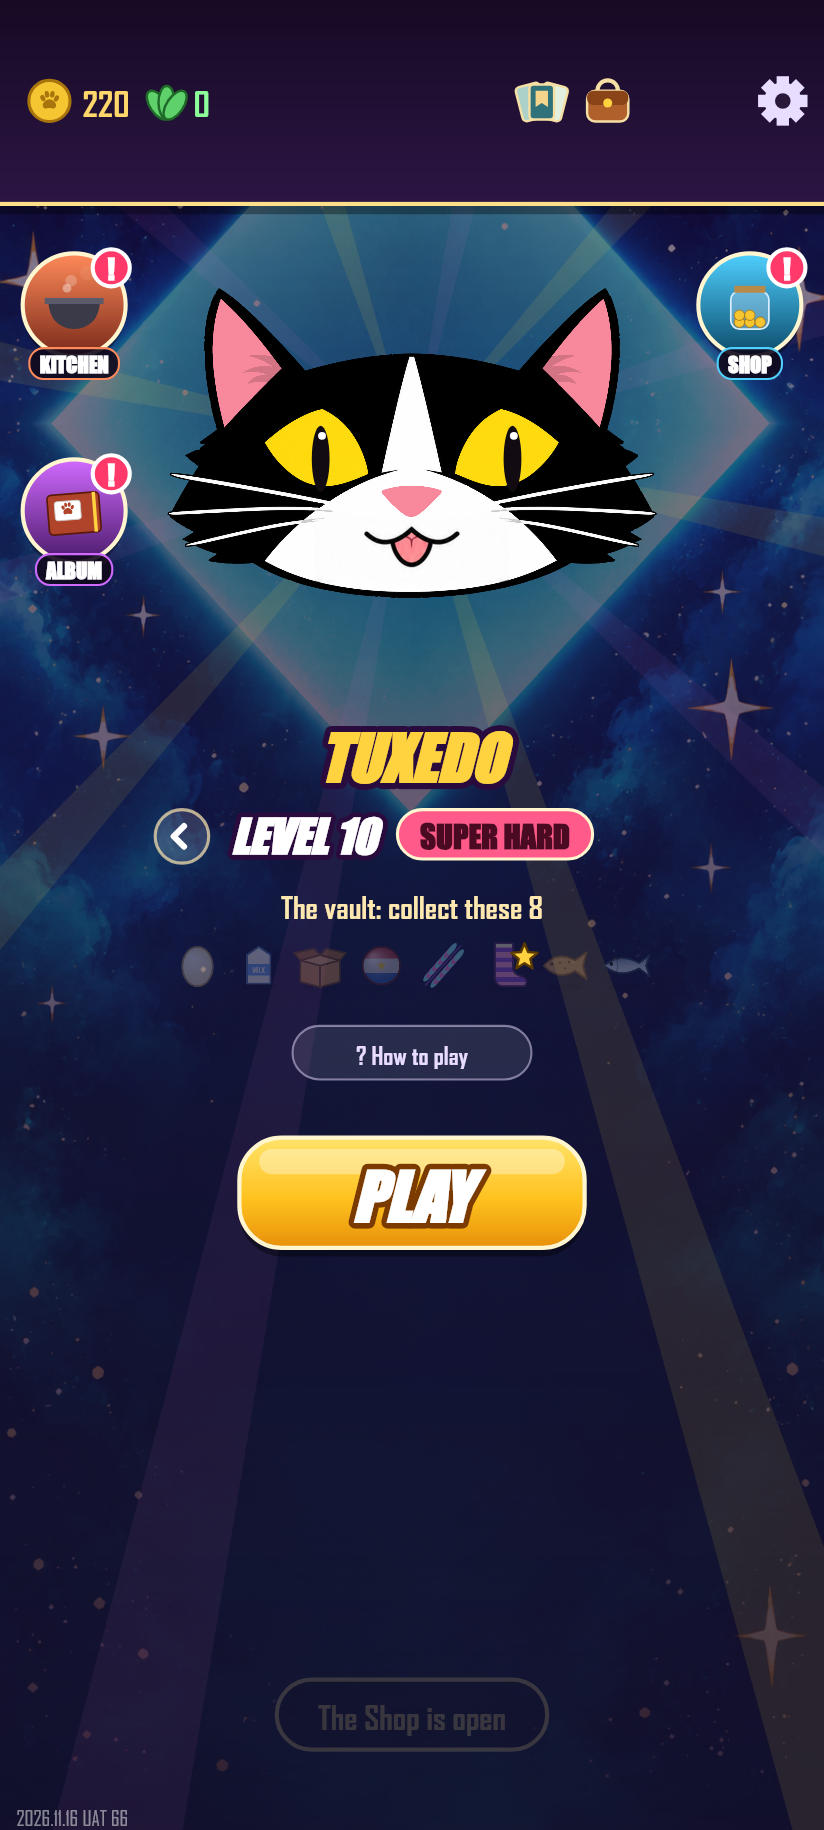 220
0
!
!
KITCHEN
SHOP
!
ALBUM
TUXEDO
LEVEL 10
SUPER HARD
The vault: collect these 8
MILK
? How to play
PLAY
The Shop is open
2026.11.16 UAT 66